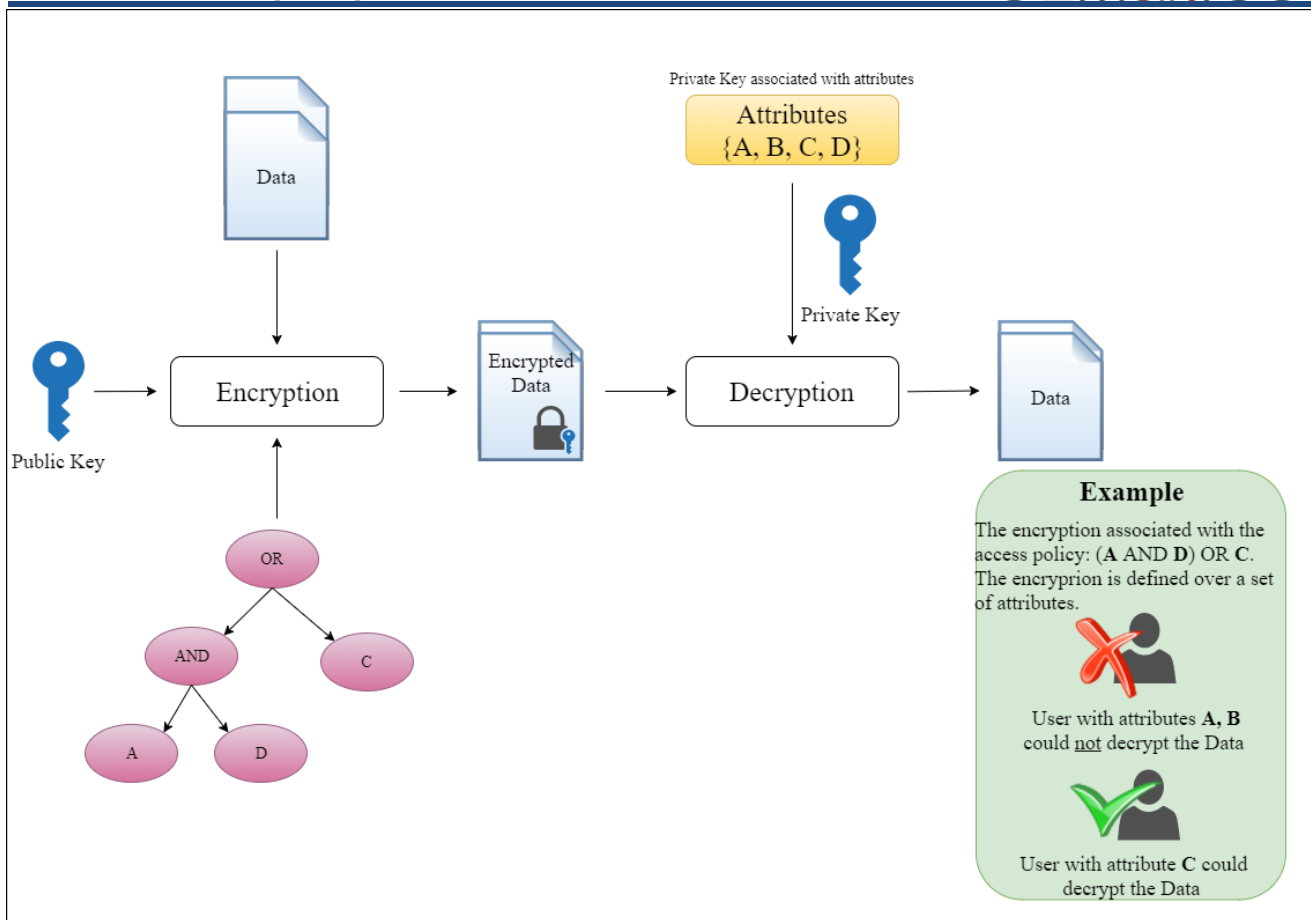 Private Key associated with attributes
Attributes
{A, B, C, D}
Data
Private Key
Public Key
Encryption
Encrypted
Data
Decryption
Data
OR
AND
C
A
D
Example
The encryption associated with the
access policy: (A AND D) OR C.
The encryprion is defined over a set
of attributes.
User with attributes A, B
could not decrypt the Data
User with attribute C could
decrypt the Data